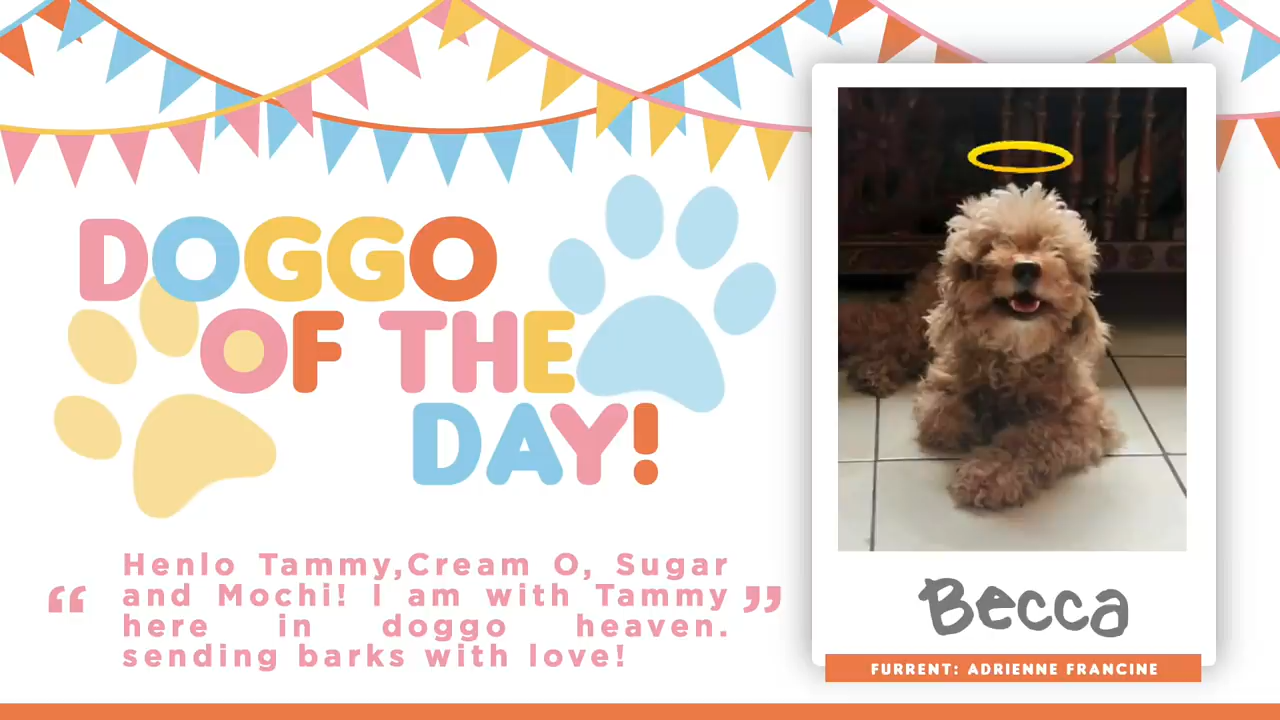 DOGGO
OF THE
DAY!
“ Henlo Tammy,Cream O, Sugar
and Mochi! I am with Tammy
here in doggo heaven.
sending barks with love! ”
Becca
FURRENT: ADRIENNE FRANCINE